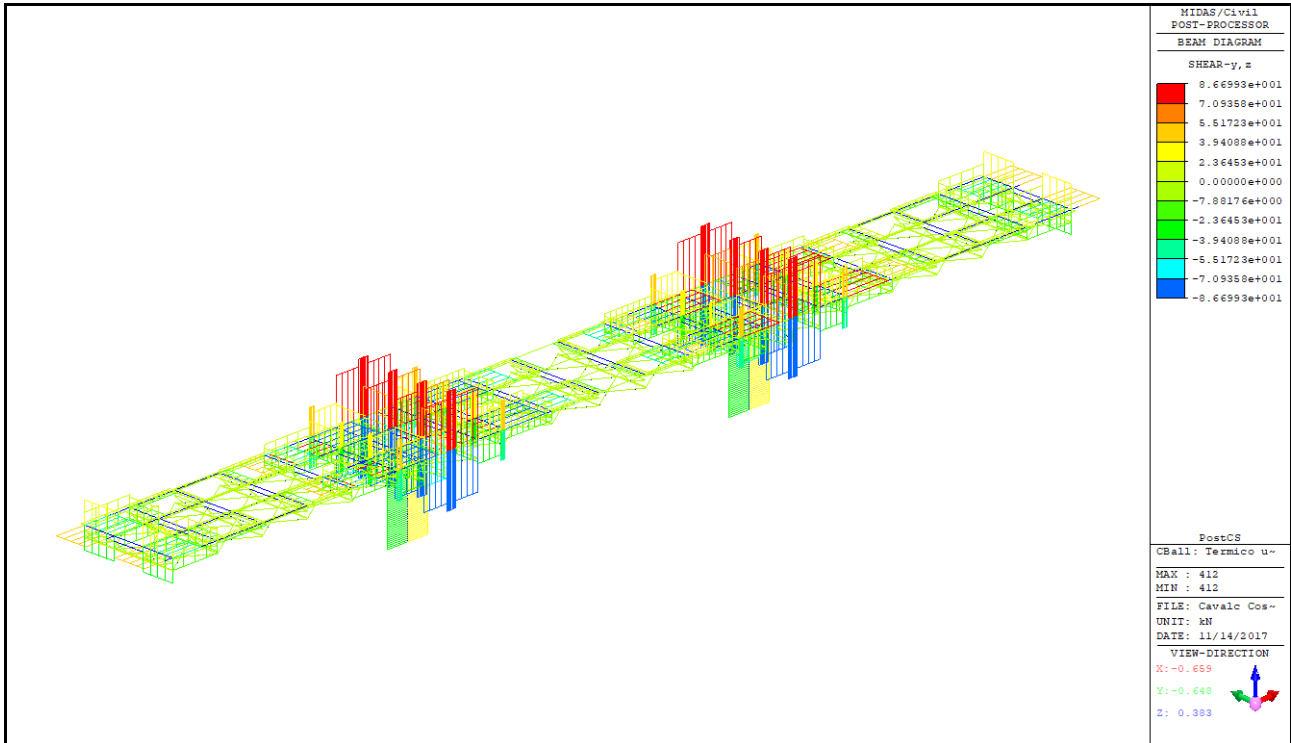 MIDAS/Civil
POST-PROCESSOR
BEAM DIAGRAM
SHEAR-y,z
8.66993e+001
7.09358e+001
5.51723e+001
3.94088e+001
2.36453e+001
0.00000e+000
-7.88176e+000
-2.36453e+001
-3.94088e+001
-5.51723e+001
-7.09358e+001
-8.66993e+001
PostCS
CBall: Termico u~
MAX : 412
MIN : 412
FILE: Cavalc Cos~
UNIT: kN
DATE: 11/14/2017
VIEW-DIRECTION
X:-0.659
Y:-0.648
Z: 0.383